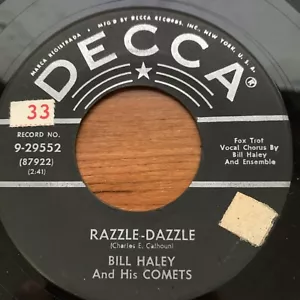 MARCA REGISTRADA • MFD. BY DECCA RECORDS, INC., NEW YORK, U.S.A.
DECCA
®
33
RECORD NO.
9-29552
(87922)
(2:41)
Fox Trot
Vocal Chorus By
Bill Haley
And Ensemble
RAZZLE-DAZZLE
(Charles E. Calhoun)
BILL HALEY
And His COMETS